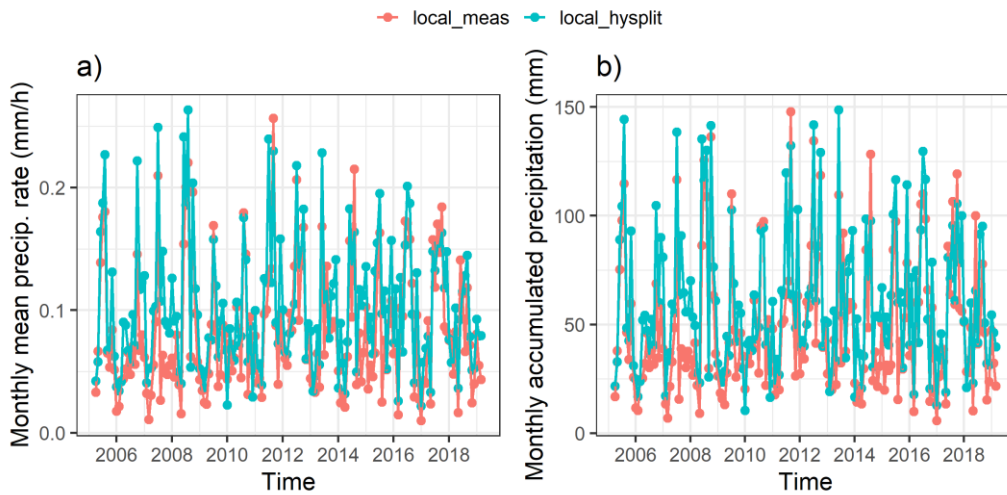 local_meas local_hysplit
a)
Monthly mean precip. rate (mm/h)
0.2
0.1
0.0
2006 2008 2010 2012 2014 2016 2018
Time
b)
Monthly accumulated precipitation (mm)
150
100
50
0
2006 2008 2010 2012 2014 2016 2018
Time